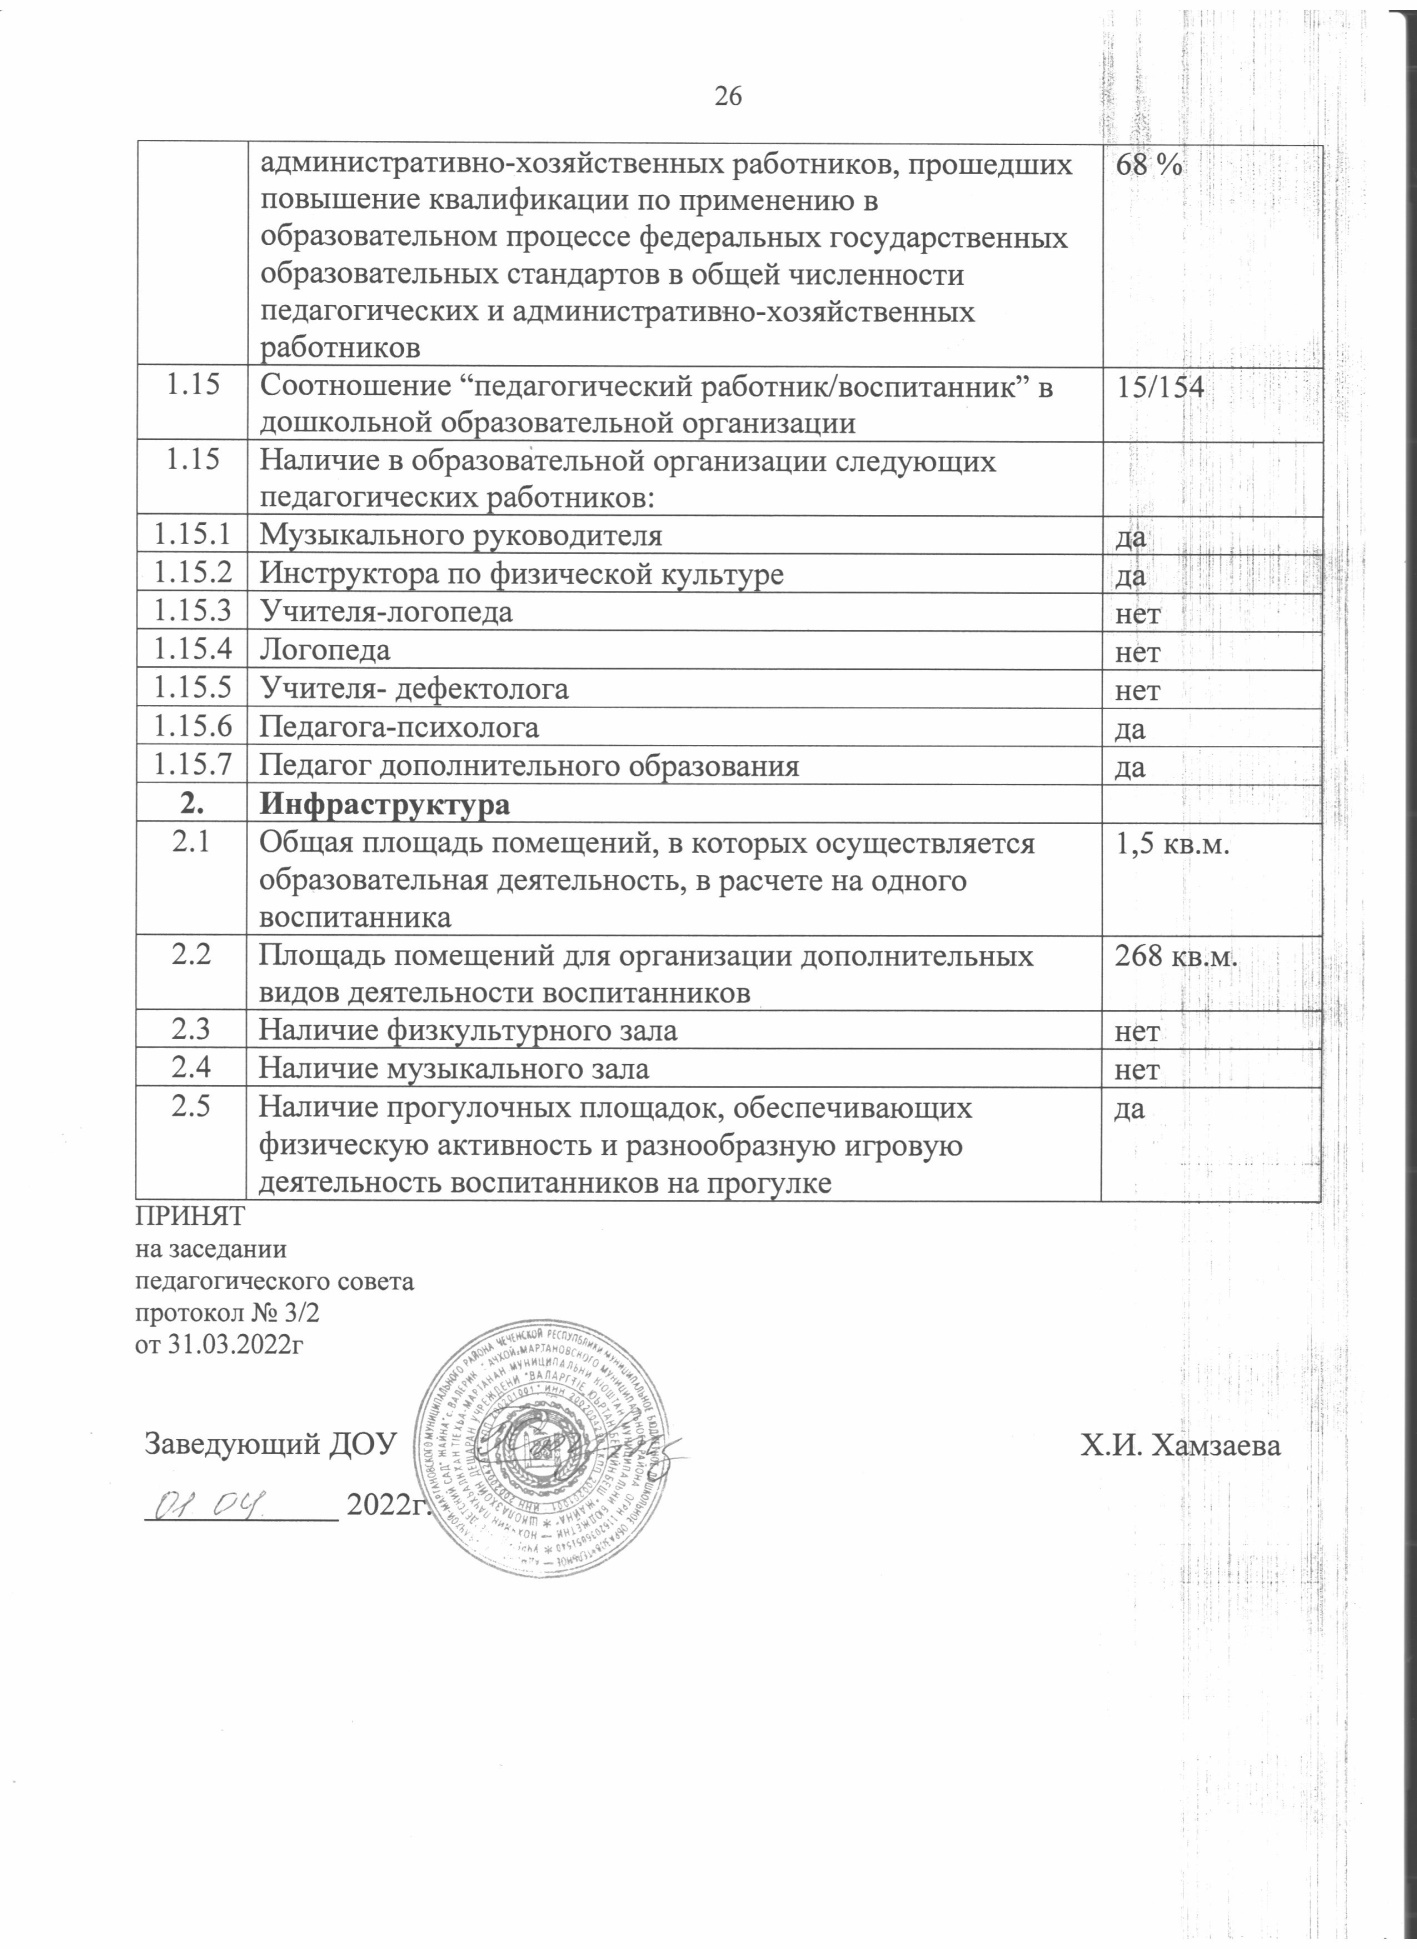 26
административно-хозяйственных работников, прошедших 68 %
повышение квалификации по применению в
образовательном процессе федеральных государственных
образовательных стандартов в общей численности
педагогических и административно-хозяйственных
работников
1.15 Соотношение “педагогический работник/воспитанник” в 15/154
дошкольной образовательной организации
1.15 Наличие в образовательной организации следующих
педагогических работников:
1.15.1 Музыкального руководителя да
1.15.2 Инструктора по физической культуре да
1.15.3 Учителя-логопеда нет
1.15.4 Логопеда нет
1.15.5 Учителя- дефектолога нет
1.15.6 Педагога-психолога да
1.15.7 Педагог дополнительного образования да
2. Инфраструктура
2.1 Общая площадь помещений, в которых осуществляется 1,5 кв.м.
образовательная деятельность, в расчете на одного
воспитанника
2.2 Площадь помещений для организации дополнительных 268 кв.м.
видов деятельности воспитанников
2.3 Наличие физкультурного зала нет
2.4 Наличие музыкального зала нет
2.5 Наличие прогулочных площадок, обеспечивающих да
физическую активность и разнообразную игровую
деятельность воспитанников на прогулке
ПРИНЯТ
на заседании
педагогического совета
протокол № 3/2
от 31.03.2022г
Заведующий ДОУ Х.И. Хамзаева
01 04. 2022г.